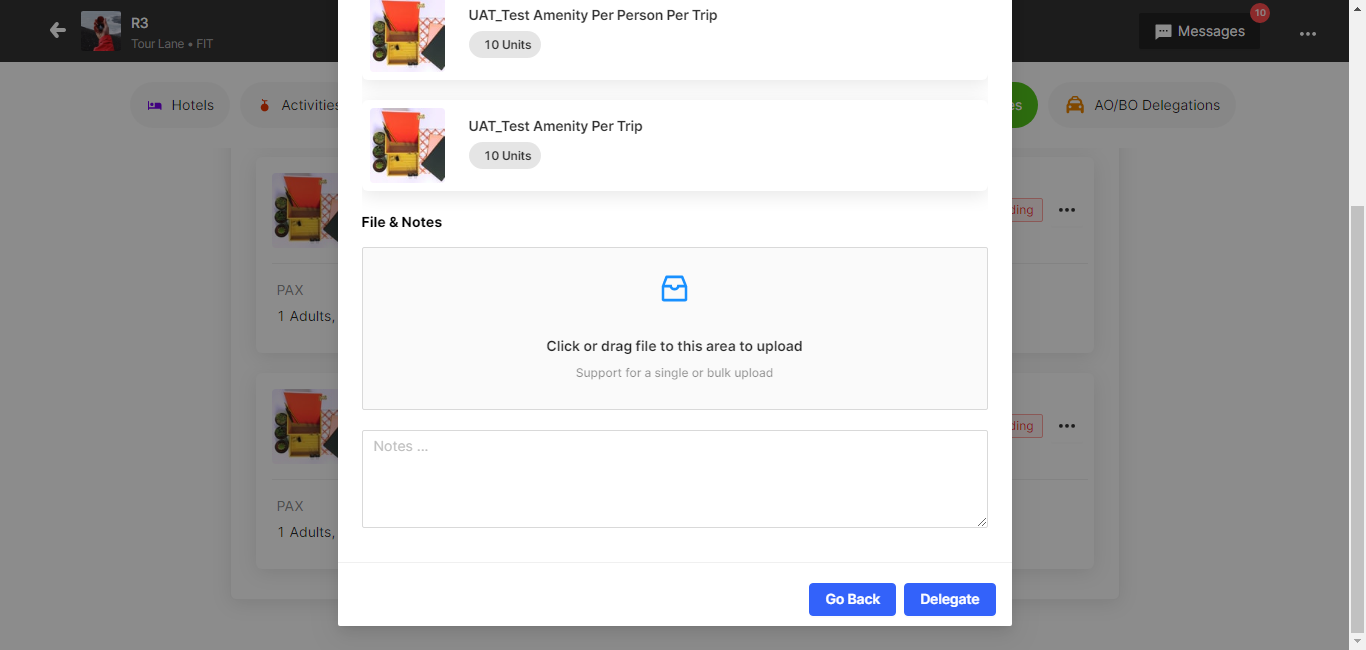 R3
Tour Lane • FIT
Messages
10
Hotels
Activities
es
AO/BO Delegations
UAT_Test Amenity Per Person Per Trip
10 Units
UAT_Test Amenity Per Trip
10 Units
ding
PAX
1 Adults,
File & Notes
Click or drag file to this area to upload
Support for a single or bulk upload
ding
Notes ...
PAX
1 Adults,
Go Back
Delegate